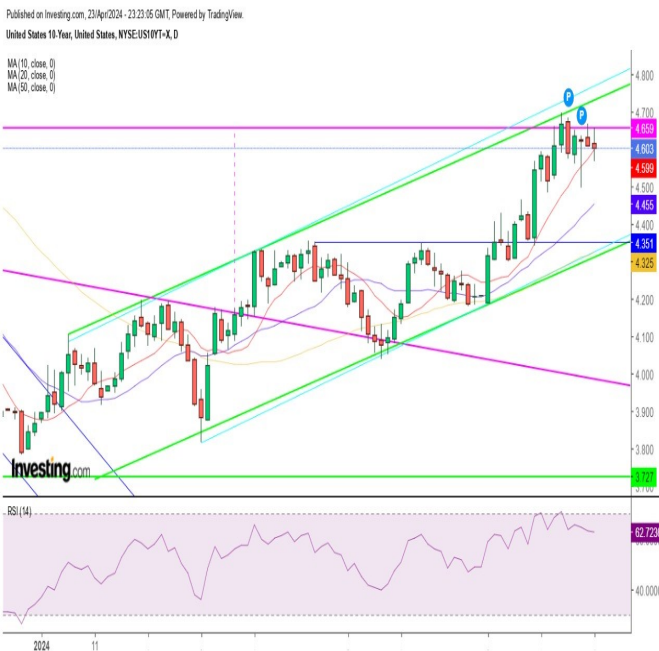 Published on Investing.com, 23/Apr/2024 - 23:23:05 GMT, Powered by TradingView.
United States 10-Year, United States, NYSE:US10YT=X, D
MA (10, close, 0)
MA (20, close, 0)
MA (50, close, 0)
4.800
P
4.700
P
4.659
4.603
4.599
4.500
4.455
4.400
4.351
4.325
4.200
4.100
4.000
3.900
3.800
Investing.com
3.727
3.700
RSI (14)
62.7230
40.0000
2024
11